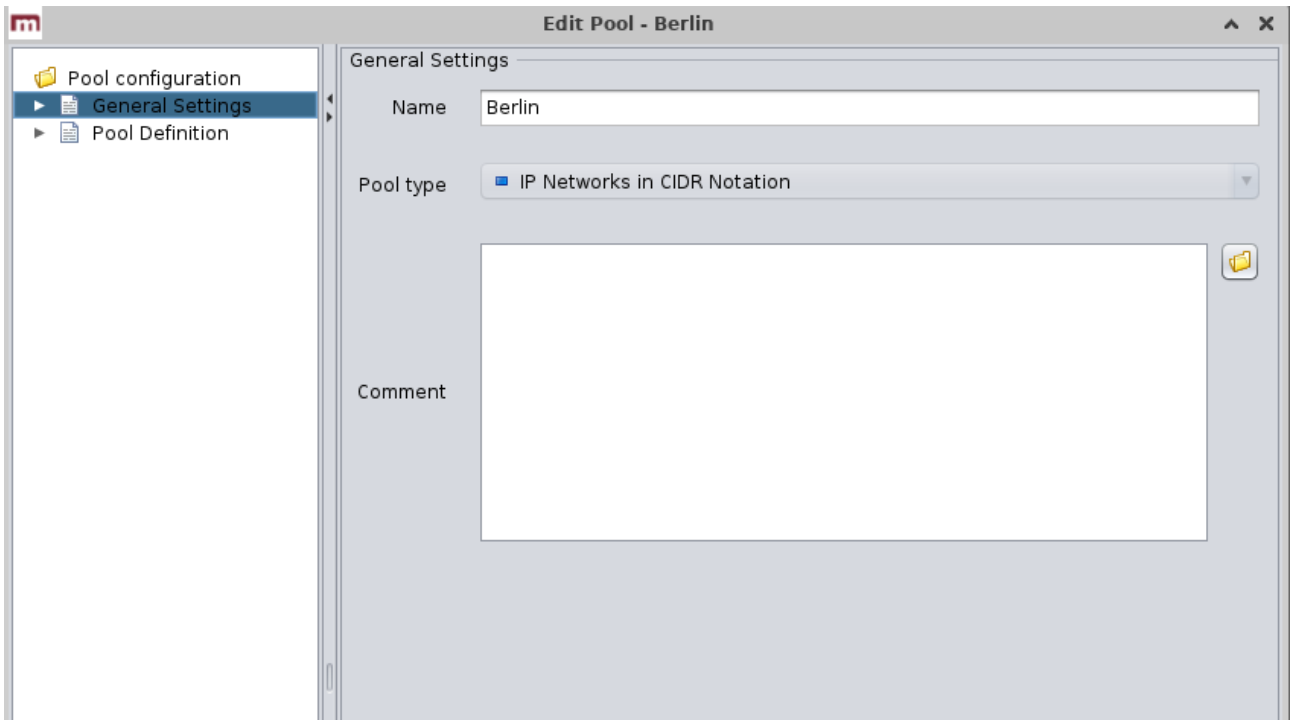 m
Edit Pool - Berlin
Pool configuration
General Settings
Pool Definition
General Settings
Name
Berlin
Pool type
IP Networks in CIDR Notation
Comment